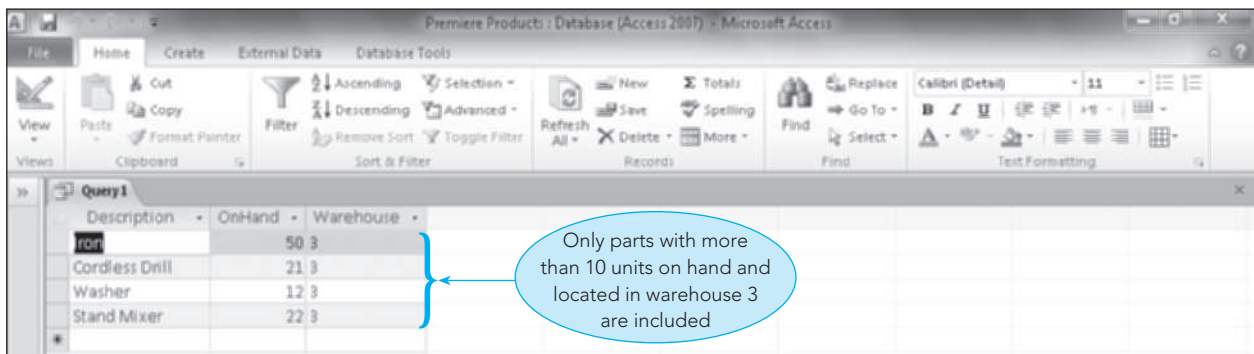 A Premiere Products : Database (Access 2007) - Microsoft Access
File Home Create External Data Database Tools
View
Views
Paste
Cut
Copy
Format Painter
Clipboard
Filter
Ascending
Descending
Remove Sort
Selection
Advanced
Toggle Filter
Sort & Filter
Refresh All
New
Save
Delete
Σ Totals
Spelling
More
Records
Find
Replace
Go To
Select
Find
Calibri (Detail) 11
B I U
A
Text Formatting
Query1
Description OnHand Warehouse
Iron 50 3
Cordless Drill 21 3
Washer 12 3
Stand Mixer 22 3
Only parts with more
than 10 units on hand and
located in warehouse 3
are included